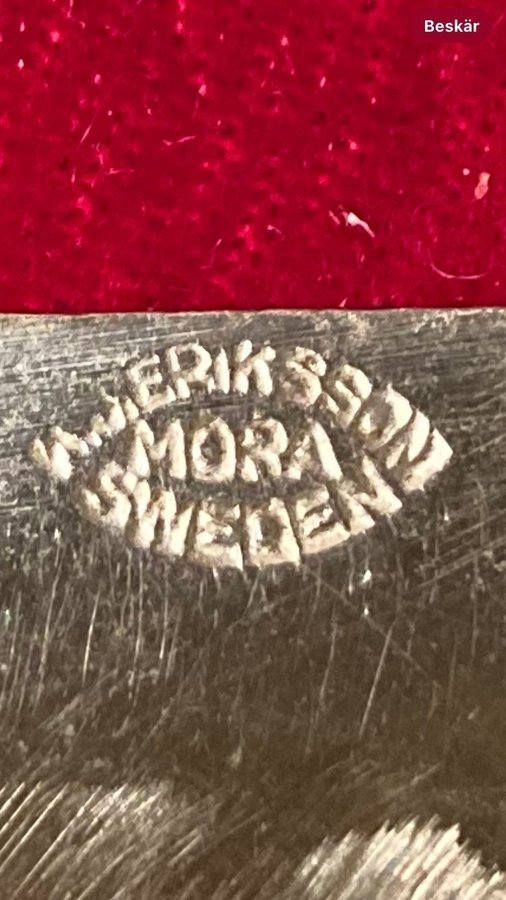 Beskär
K.J. ERIKSSON
MORA
SWEDEN